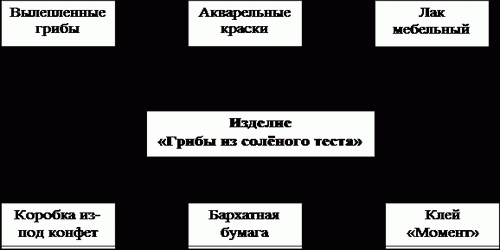 Вылепленные
грибы
Акварельные
краски
Лак
мебельный
Изделие
«Грибы из солёного теста»
Коробка из-
под конфет
Бархатная
бумага
Клей
«Момент»